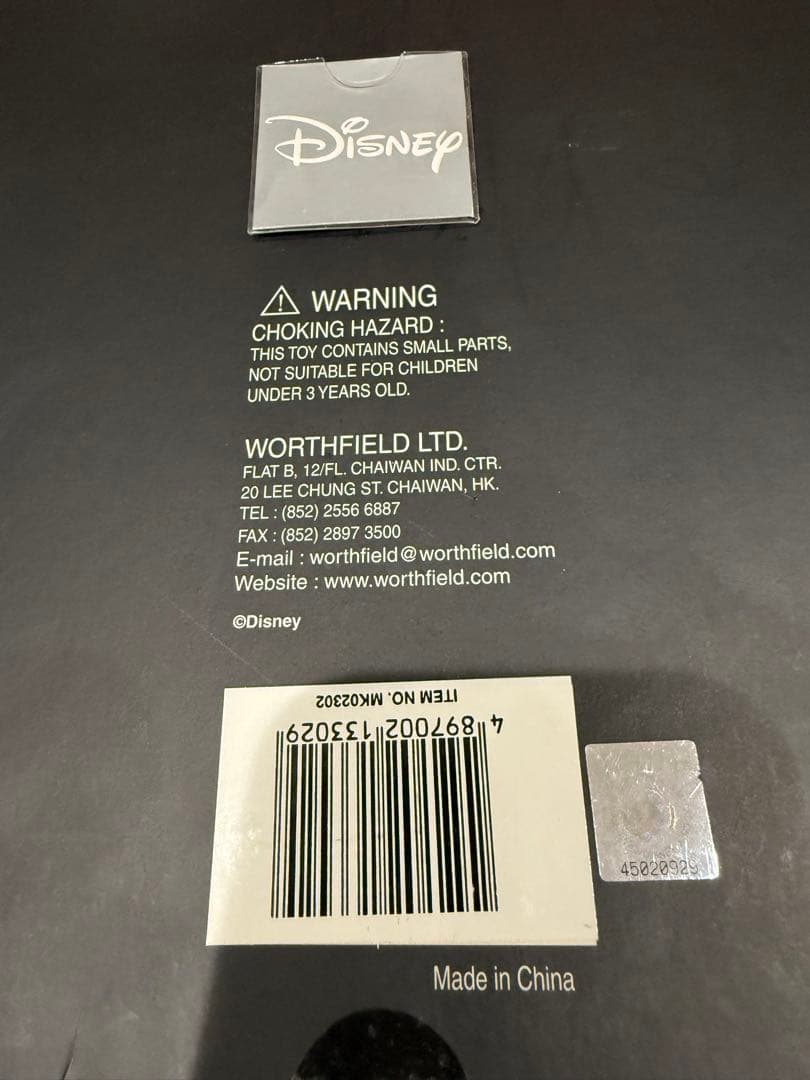 Disney
WARNING
CHOKING HAZARD :
THIS TOY CONTAINS SMALL PARTS,
NOT SUITABLE FOR CHILDREN
UNDER 3 YEARS OLD.
WORTHFIELD LTD.
FLAT B, 12/FL. CHAIWAN IND. CTR.
20 LEE CHUNG ST. CHAIWAN, HK.
TEL : (852) 2556 6887
FAX : (852) 2897 3500
E-mail : worthfield@worthfield.com
Website : www.worthfield.com
©Disney
ITEM NO. MK02302
4 897002 133029
45020929
Made in China